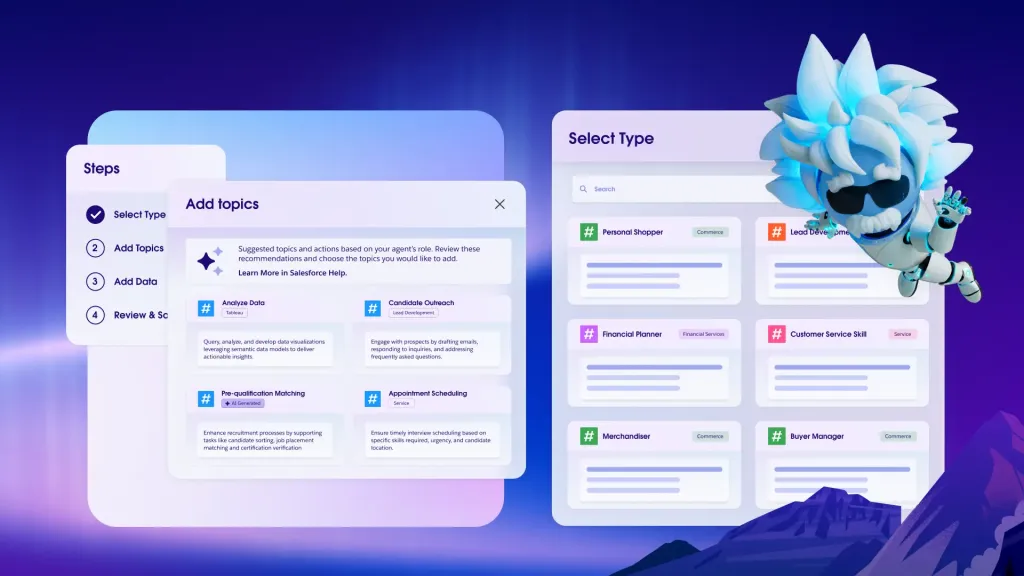 Steps
Select Type
2 Add Topics
3 Add Data
4 Review &
Add topics
Suggested topics and actions based on your agent's role. Review these
recommendations and choose the topics you would like to add.
Learn More in Salesforce Help.
# Analyze Data
Tableau
Query, analyze, and develop data visualizations
leveraging semantic data models to deliver
actionable insights.
# Candidate Outreach
Lead Development
Engage with prospects by drafting emails,
responding to inquiries, and addressing
frequently asked questions.
# Pre-qualification Matching
AI Generated
Enhance recruitment processes by supporting
tasks like candidate sorting, job placement
matching and certification verification
# Appointment Scheduling
Service
Ensure timely interview scheduling based on
specific skills required, urgency, and candidate
location.
Select Type
Search
# Personal Shopper Commerce
# Lead
# Financial Planner Financial Services
# Customer Service Skill Service
# Merchandiser Commerce
# Buyer Manager Commerce